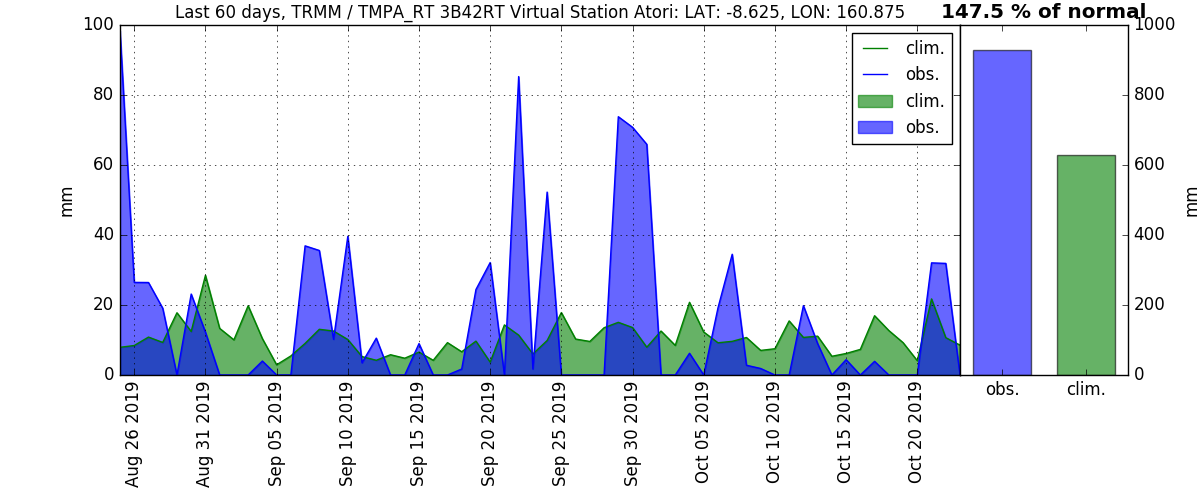 Last 60 days, TRMM / TMPA_RT 3B42RT Virtual Station Atori: LAT: -8.625, LON: 160.875
147.5 % of normal
100
80
60
40
20
0
mm
clim.
obs.
clim.
obs.
1000
800
600
400
200
0
mm
Aug 26 2019
Aug 31 2019
Sep 05 2019
Sep 10 2019
Sep 15 2019
Sep 20 2019
Sep 25 2019
Sep 30 2019
Oct 05 2019
Oct 10 2019
Oct 15 2019
Oct 20 2019
obs.
clim.